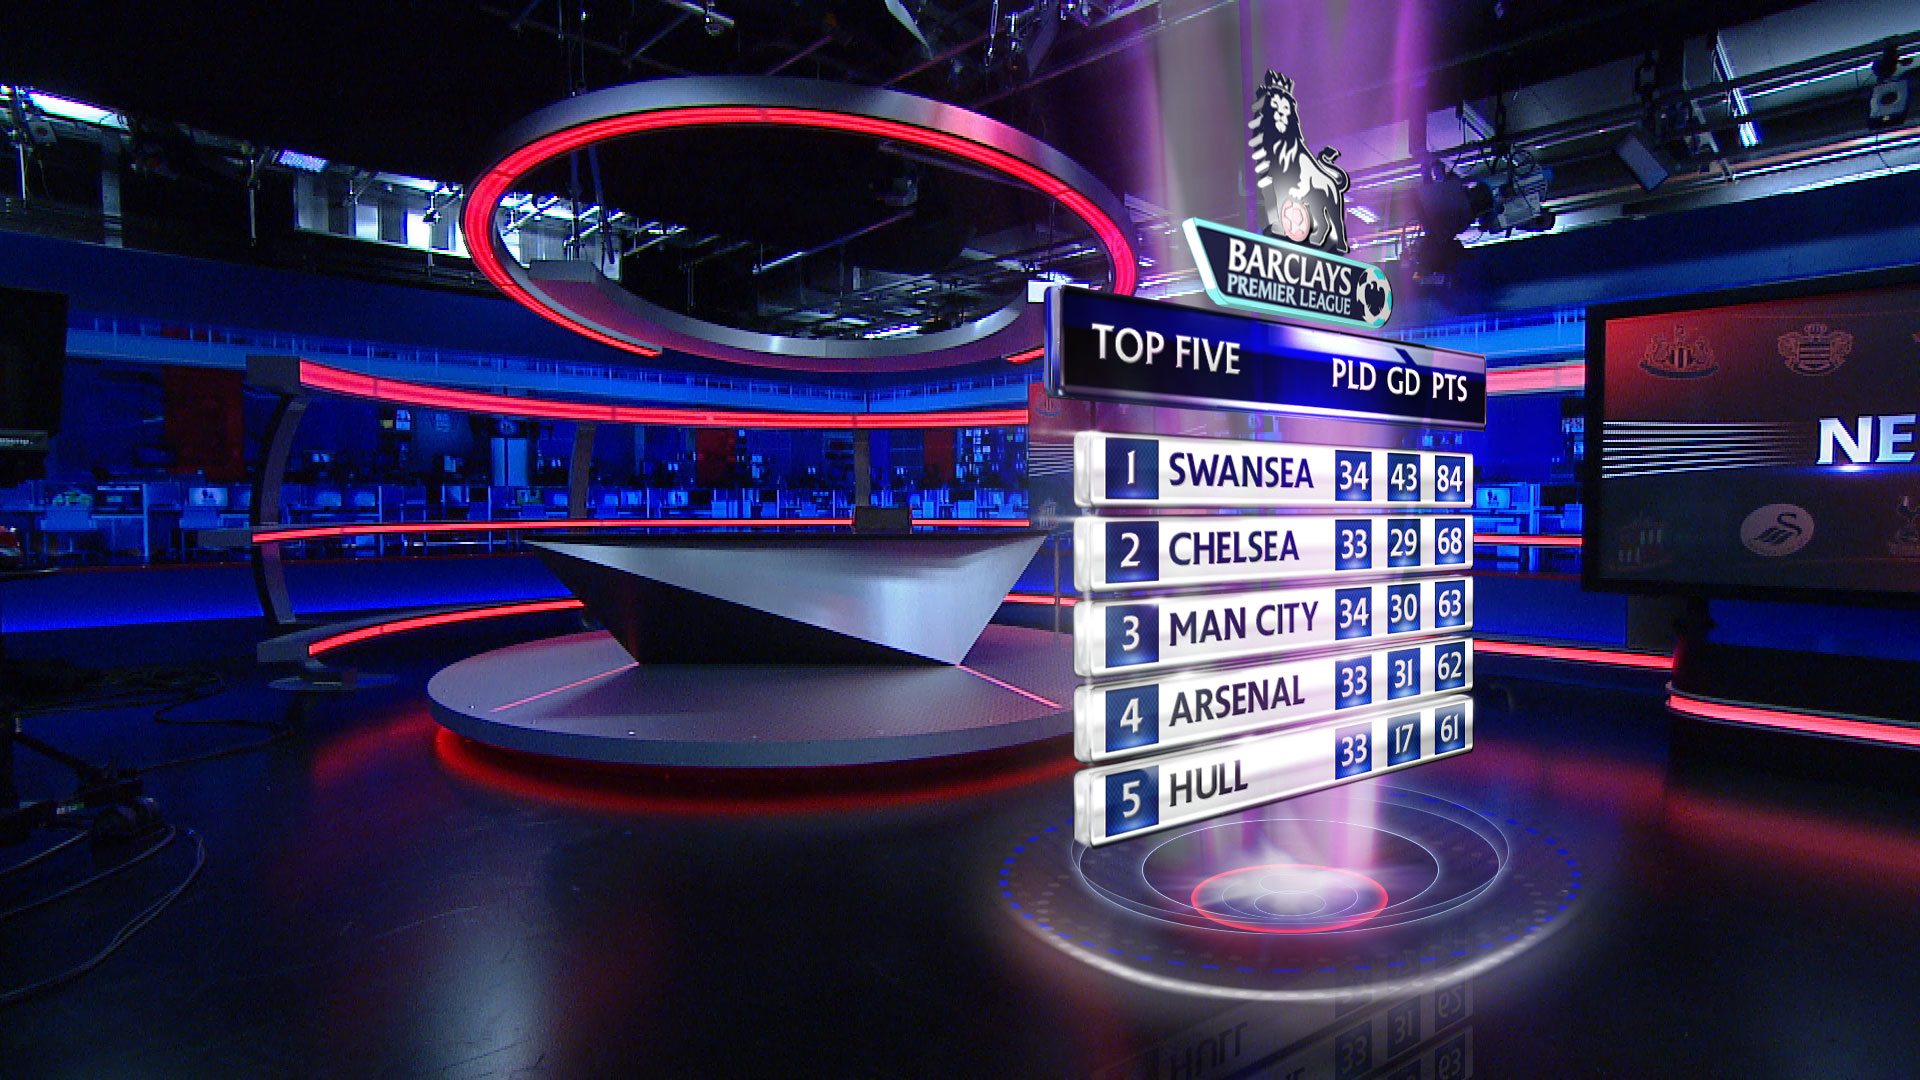 BARCLAYS
PREMIER LEAGUE
TOP FIVE PLD GD PTS
1 SWANSEA 34 43 84
2 CHELSEA 33 29 68
3 MAN CITY 34 30 63
4 ARSENAL 33 31 62
5 HULL 33 17 61
NE